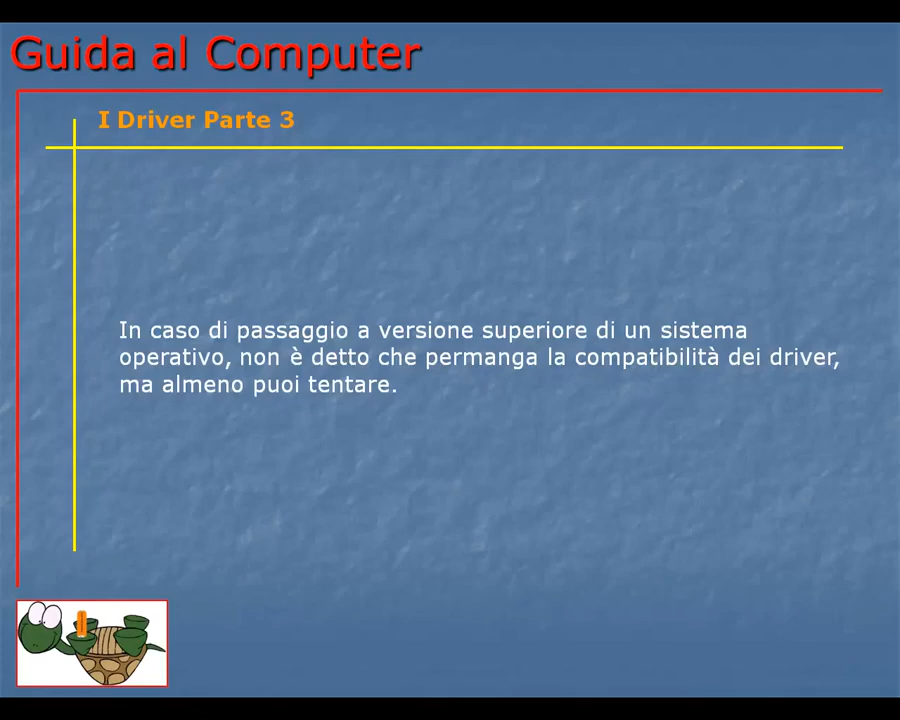 Guida al Computer
I Driver Parte 3
In caso di passaggio a versione superiore di un sistema
operativo, non è detto che permanga la compatibilità dei driver,
ma almeno puoi tentare.